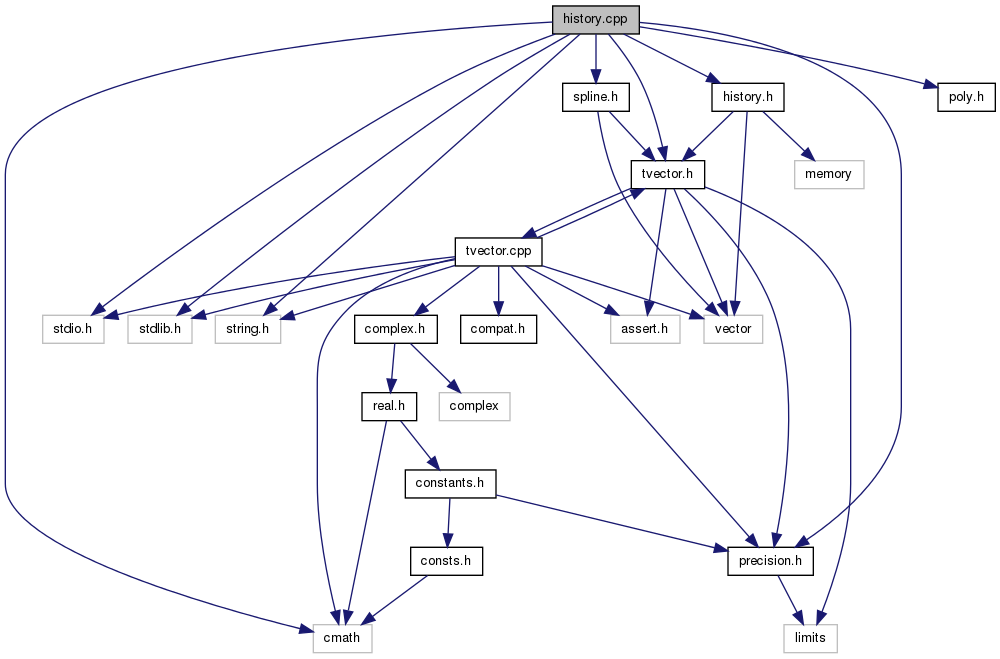 history.cpp
spline.h
history.h
poly.h
tvector.h
memory
tvector.cpp
stdio.h
stdlib.h
string.h
complex.h
compat.h
assert.h
vector
real.h
complex
constants.h
consts.h
precision.h
cmath
limits